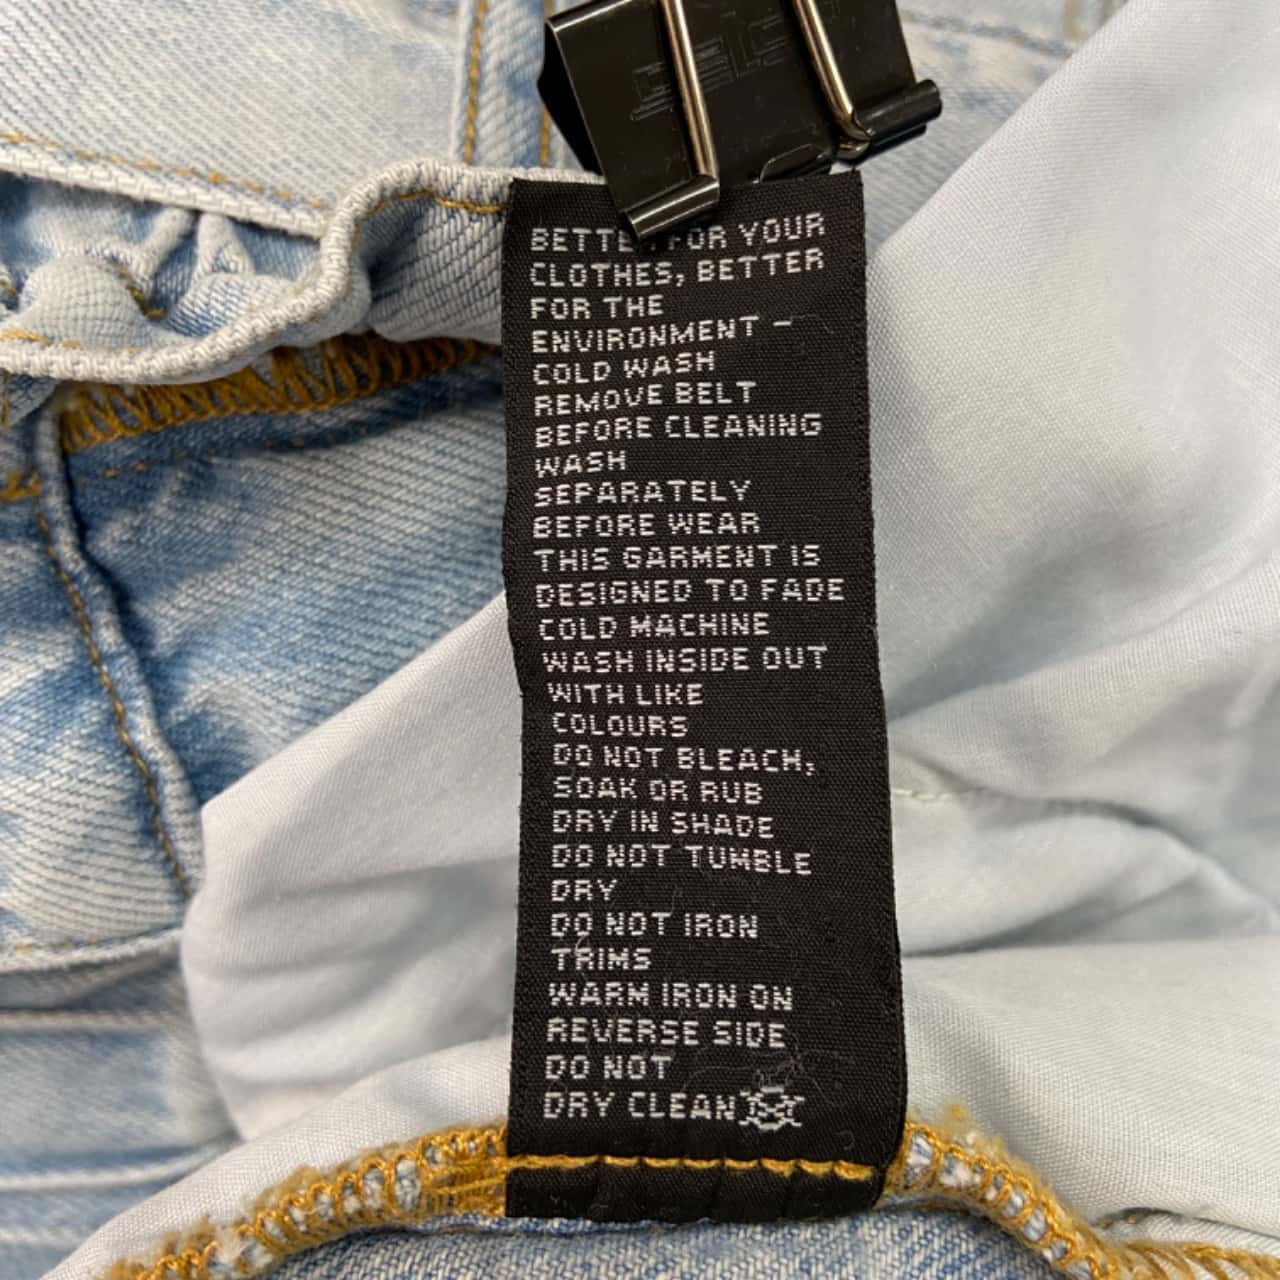 BETTER FOR YOUR
CLOTHES, BETTER
FOR THE
ENVIRONMENT –
COLD WASH
REMOVE BELT
BEFORE CLEANING
WASH
SEPARATELY
BEFORE WEAR
THIS GARMENT IS
DESIGNED TO FADE
COLD MACHINE
WASH INSIDE OUT
WITH LIKE
COLOURS
DO NOT BLEACH,
SOAK OR RUB
DRY IN SHADE
DO NOT TUMBLE
DRY
DO NOT IRON
TRIMS
WARM IRON ON
REVERSE SIDE
DO NOT
DRY CLEAN